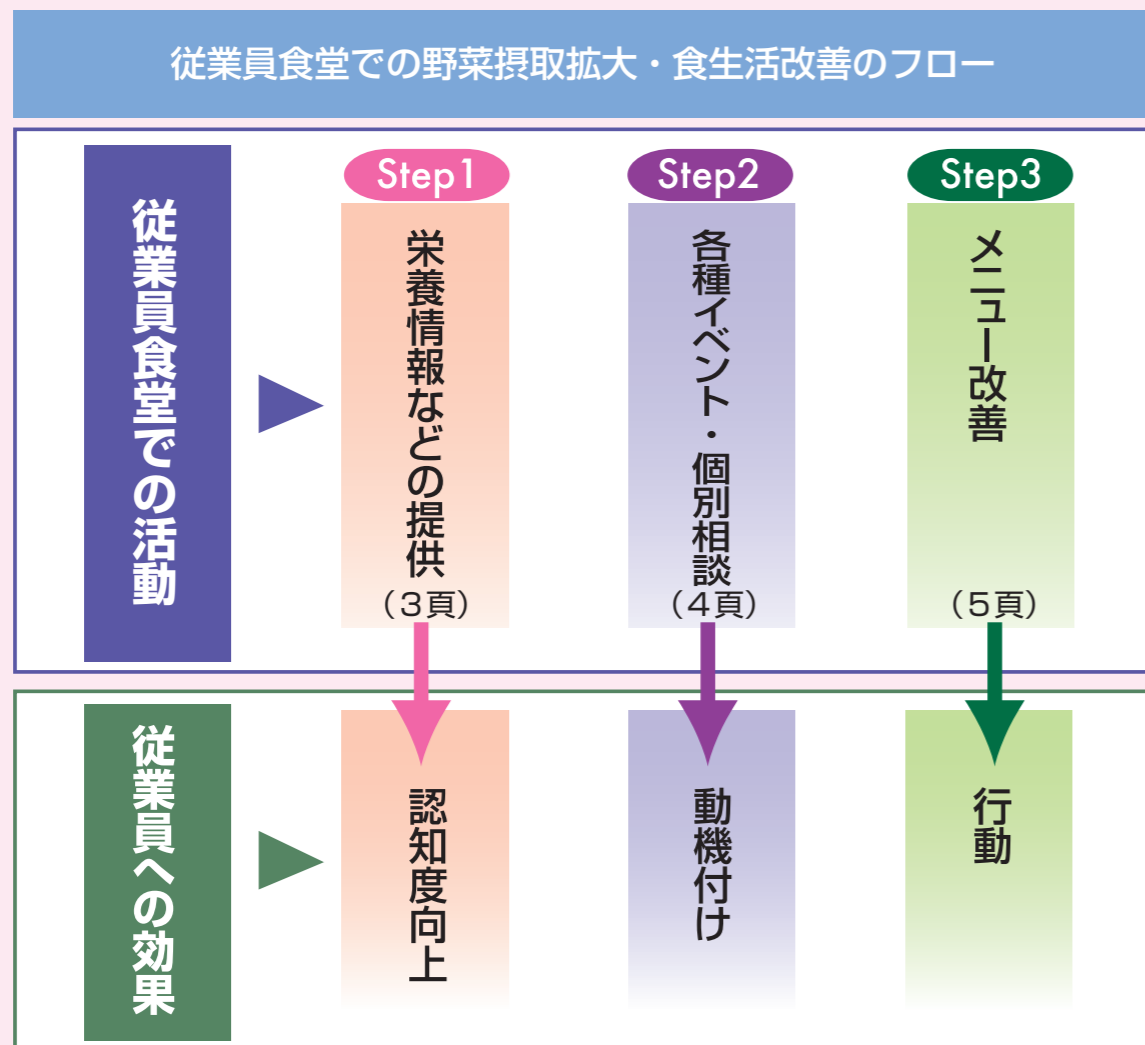 従業員食堂での野菜摂取拡大・食生活改善のフロー
従業員食堂での活動
Step1
栄養情報などの提供
(3頁)
Step2
各種イベント・個別相談
(4頁)
Step3
メニュー改善
(5頁)
従業員への効果
認知度向上
動機付け
行動